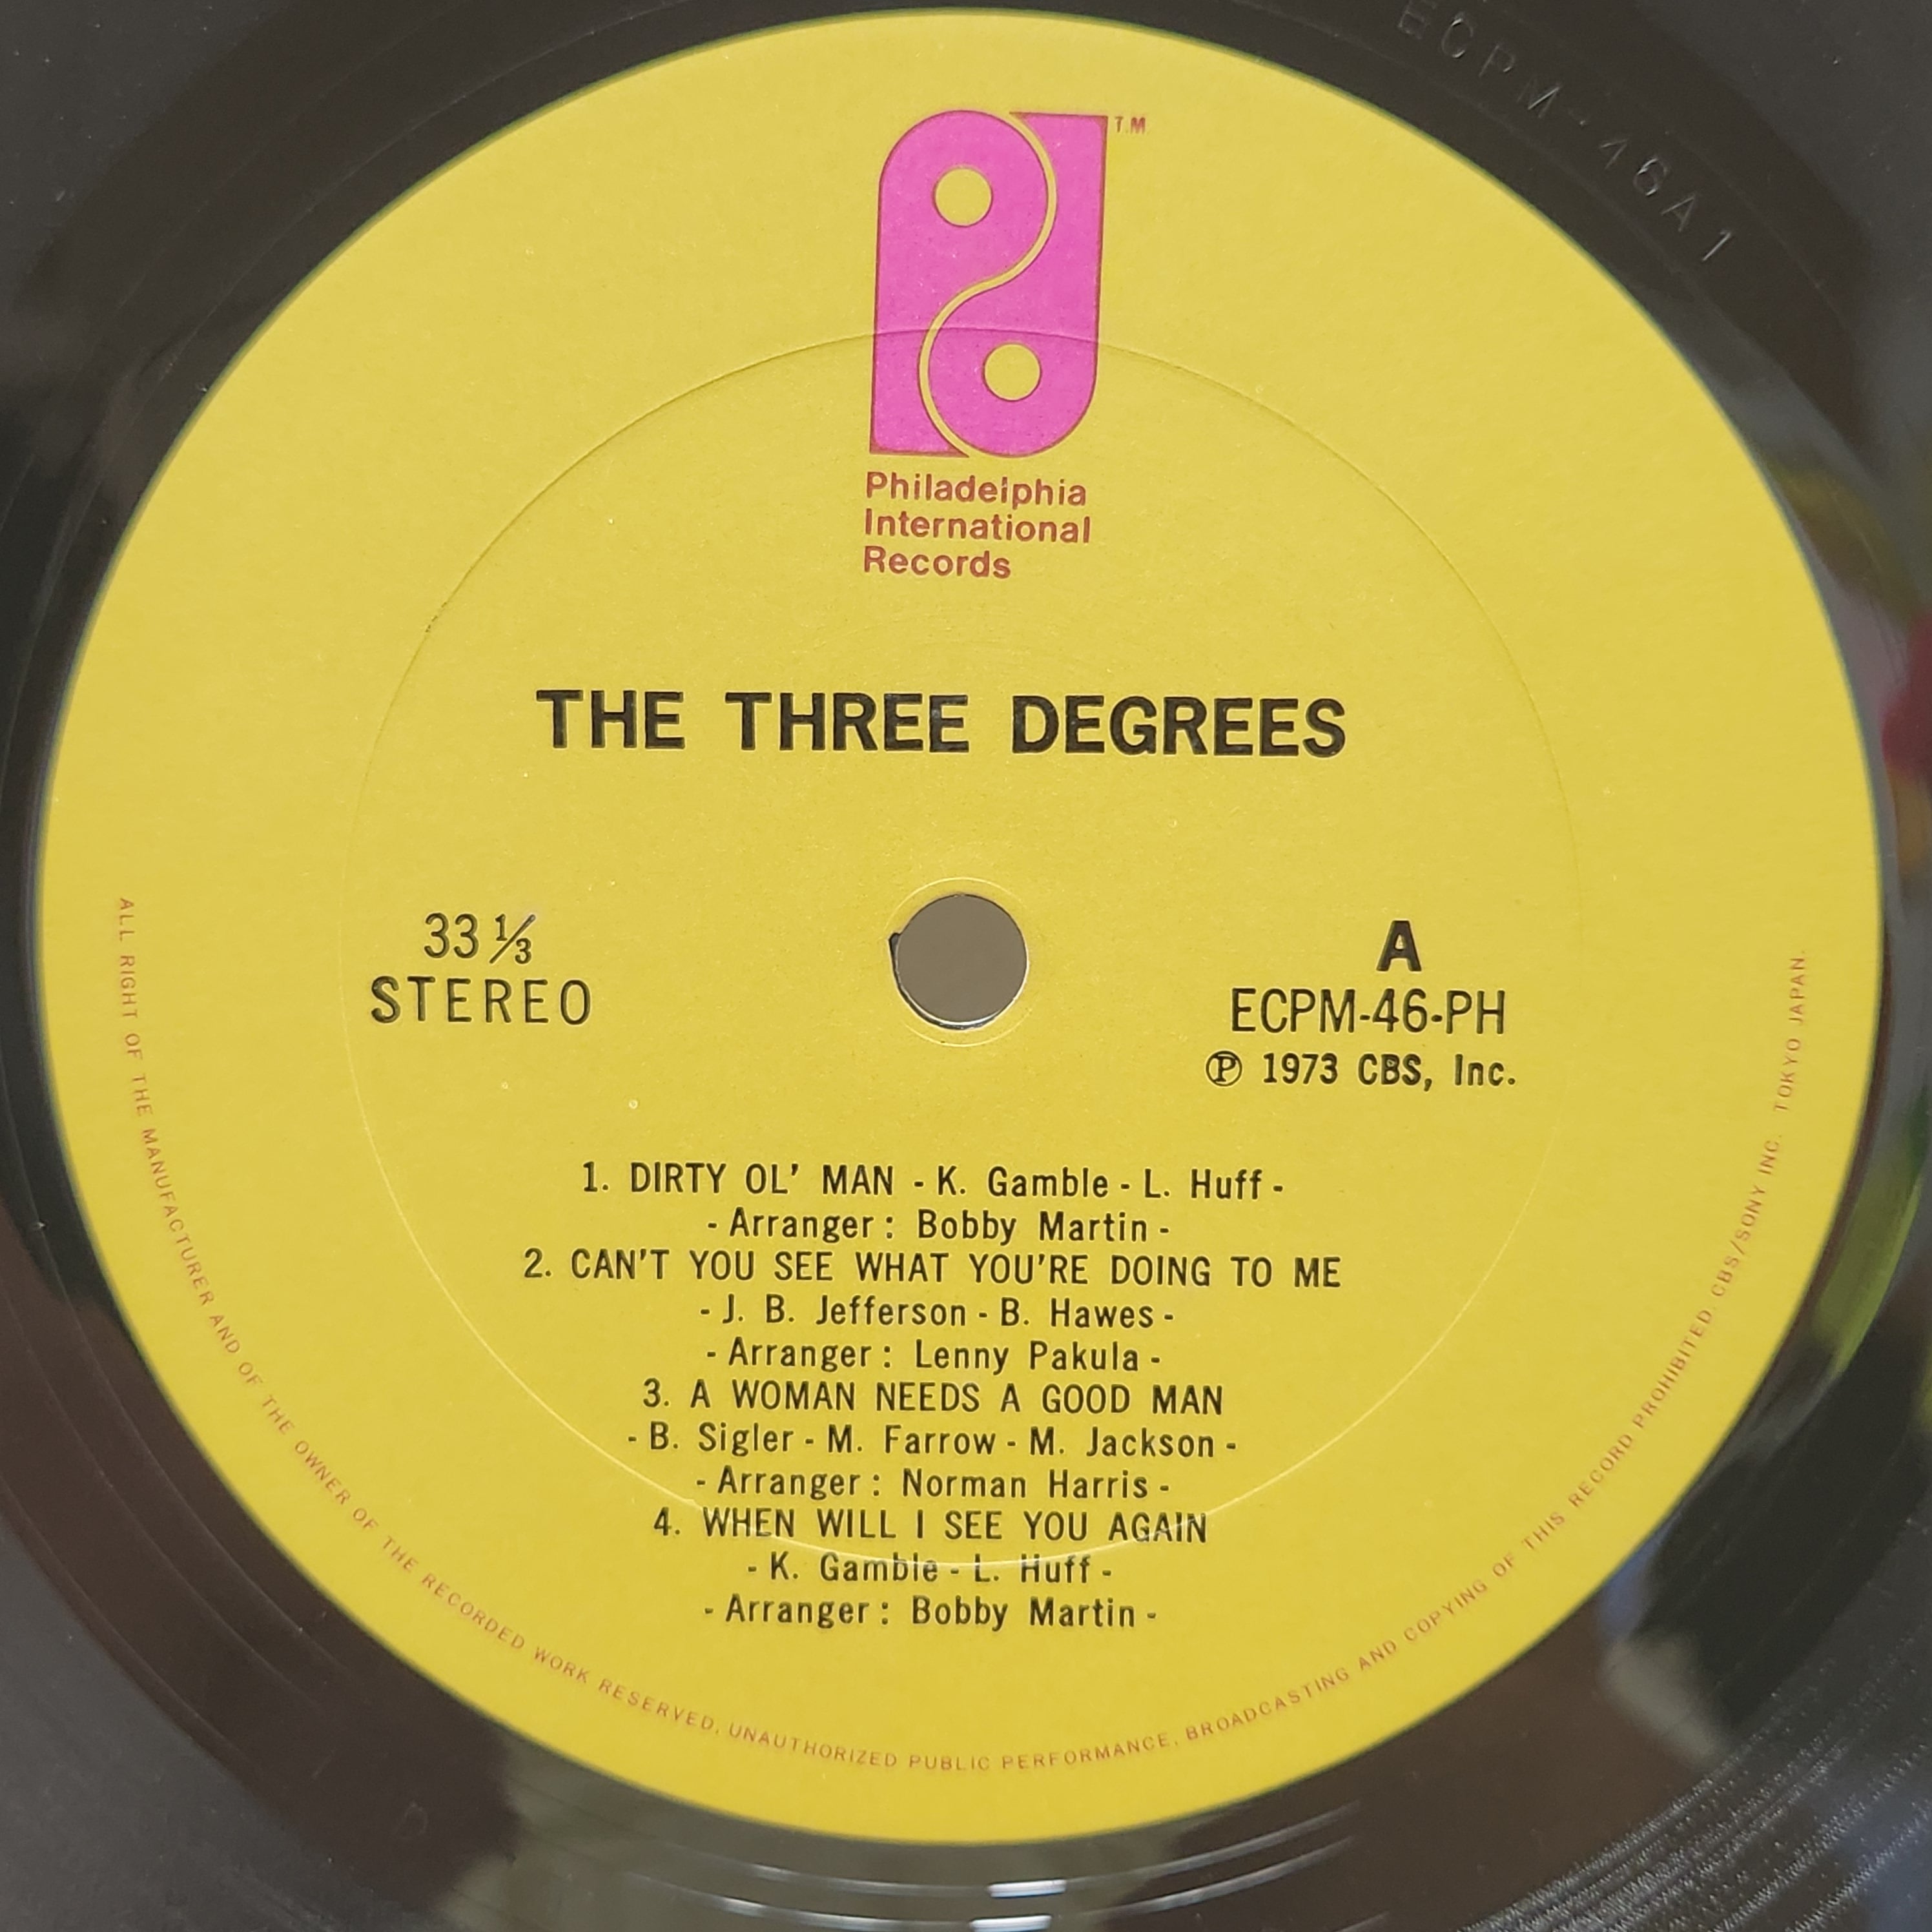 ECPM-46A1
T.M.
Philadelphia
International
Records
THE THREE DEGREES
33 1/3
STEREO
A
ECPM-46-PH
Ⓟ 1973 CBS, Inc.
1. DIRTY OL' MAN - K. Gamble - L. Huff -
- Arranger : Bobby Martin -
2. CAN'T YOU SEE WHAT YOU'RE DOING TO ME
- J. B. Jefferson - B. Hawes -
- Arranger : Lenny Pakula -
3. A WOMAN NEEDS A GOOD MAN
- B. Sigler - M. Farrow - M. Jackson -
- Arranger : Norman Harris -
4. WHEN WILL I SEE YOU AGAIN
- K. Gamble - L. Huff -
- Arranger : Bobby Martin -
ALL RIGHT OF THE MANUFACTURER AND OF THE OWNER OF THE RECORDED WORK RESERVED, UNAUTHORIZED PUBLIC PERFORMANCE, BROADCASTING AND COPYING OF THIS RECORD PROHIBITED. CBS/SONY INC. TOKYO JAPAN.